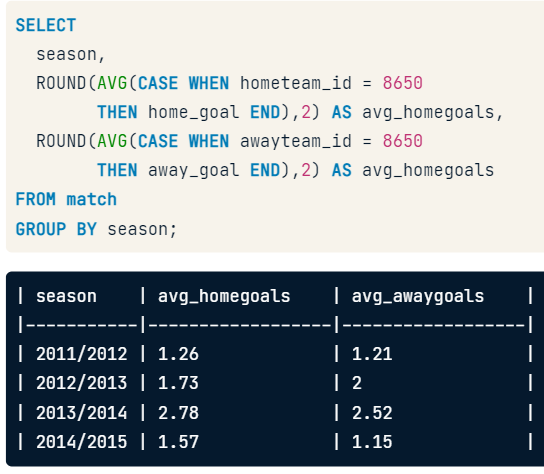 SELECT
season,
ROUND(AVG(CASE WHEN hometeam_id = 8650
THEN home_goal END),2) AS avg_homegoals,
ROUND(AVG(CASE WHEN awayteam_id = 8650
THEN away_goal END),2) AS avg_homegoals
FROM match
GROUP BY season;
| season | avg_homegoals | avg_awaygoals |
|-----------|------------------|------------------|
| 2011/2012 | 1.26 | 1.21 |
| 2012/2013 | 1.73 | 2 |
| 2013/2014 | 2.78 | 2.52 |
| 2014/2015 | 1.57 | 1.15 |